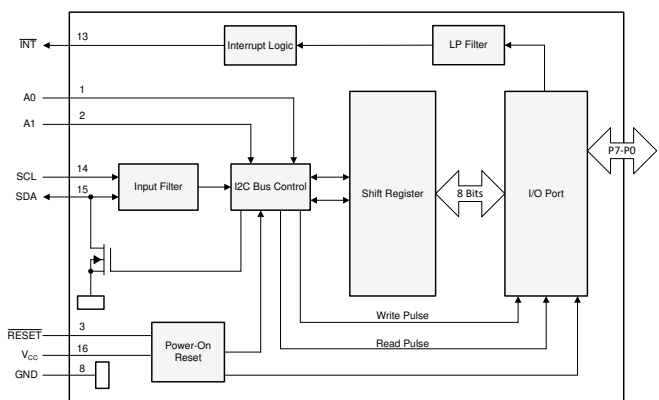 INT 13 Interrupt Logic LP Filter
A0 1
A1 2
P7-P0
SCL 14
SDA 15
Input Filter I2C Bus Control Shift Register 8 Bits I/O Port
Write Pulse
RESET 3
Read Pulse
VCC 16
Power-On
Reset
GND 8